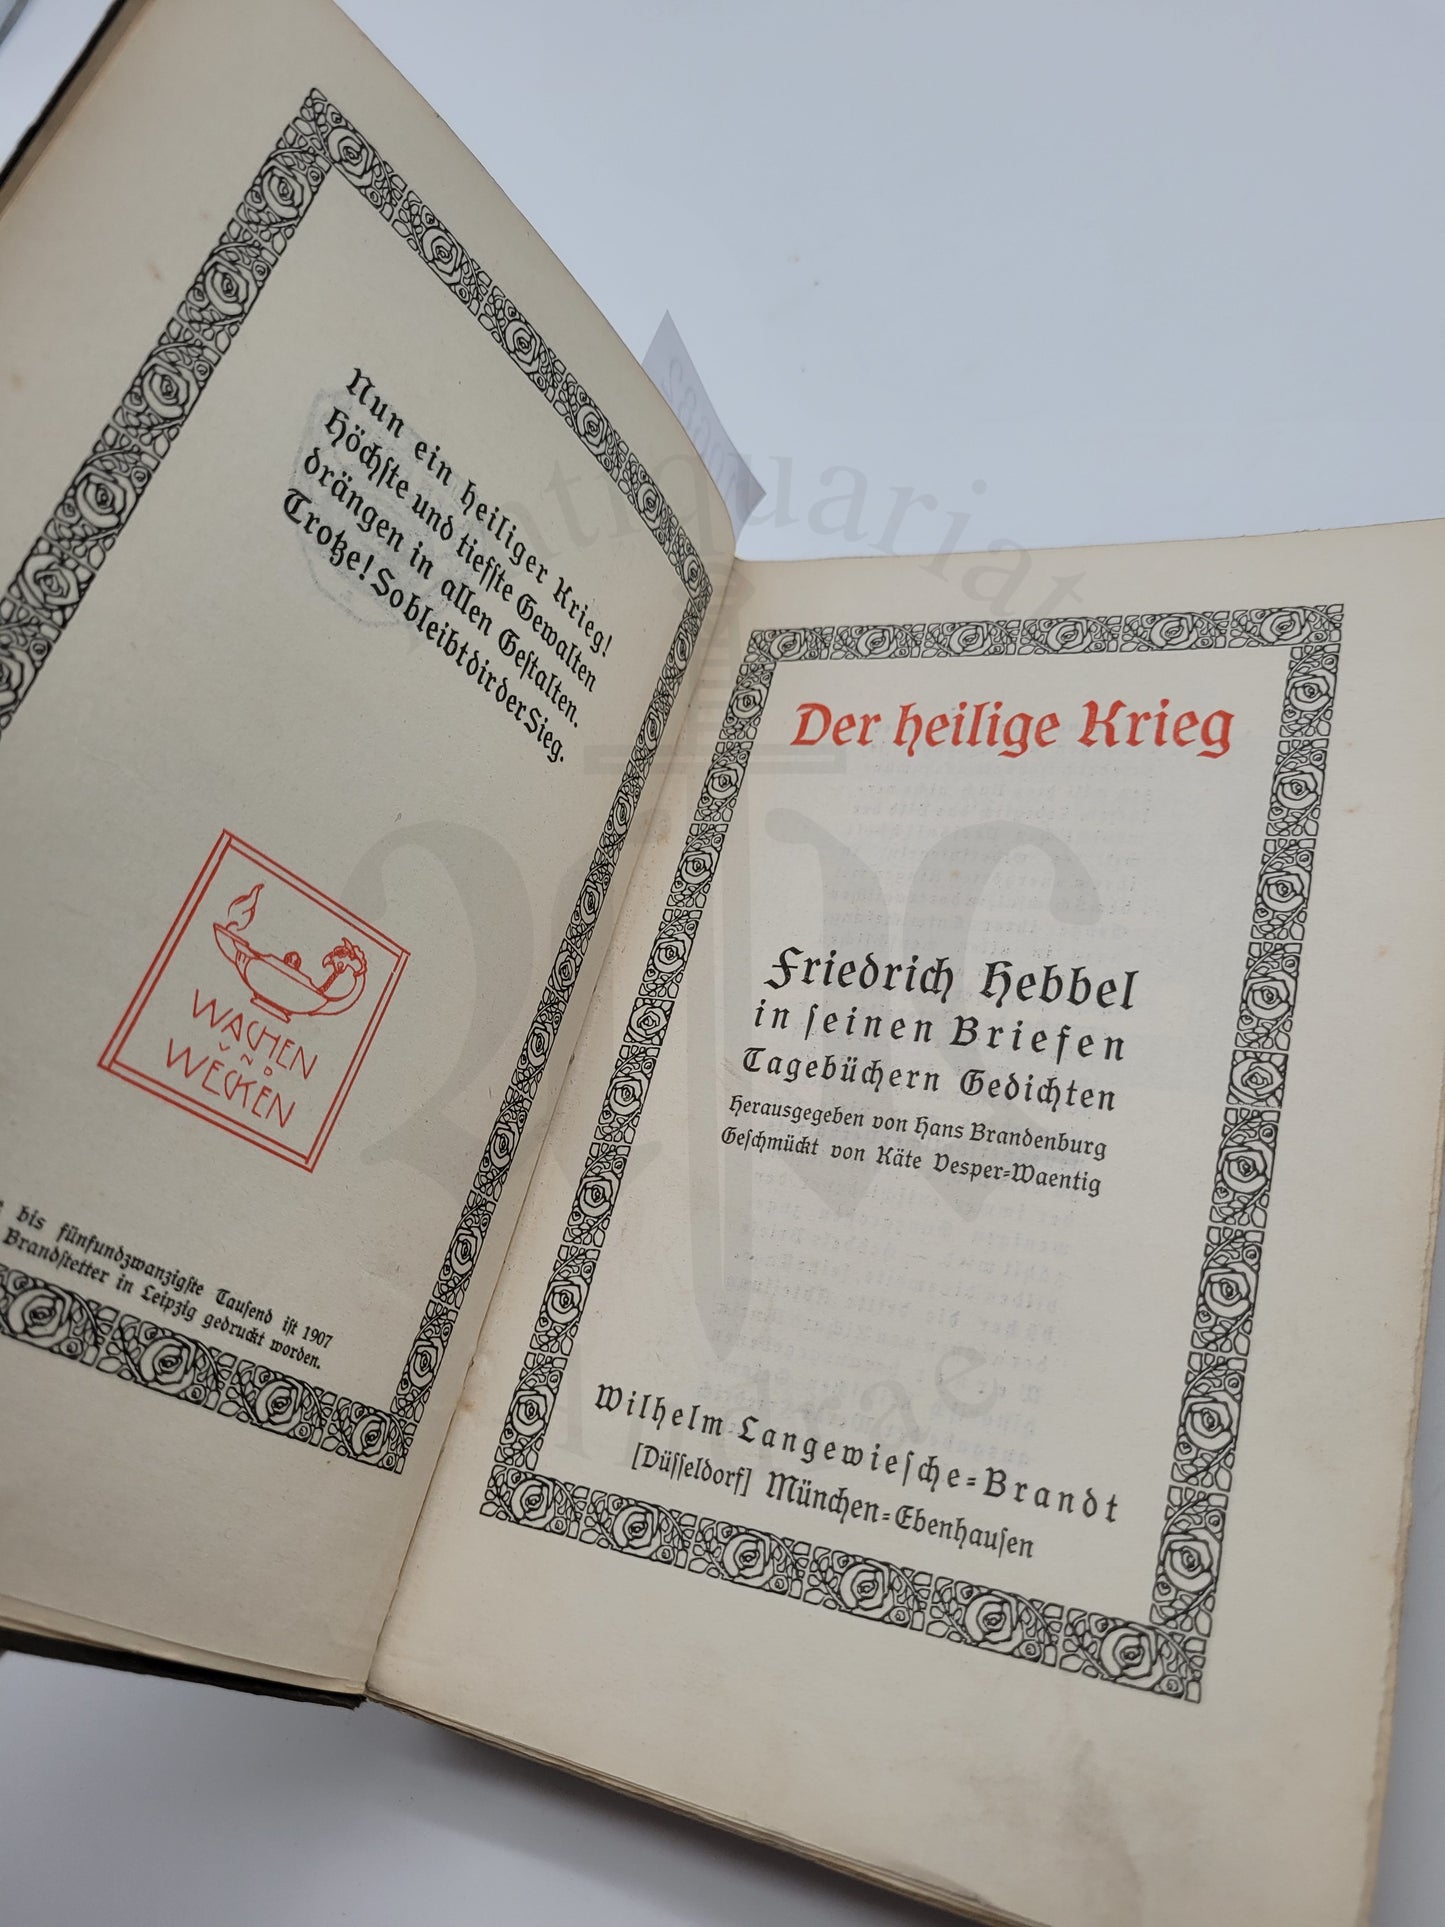 Nun ein heiliger Krieg!
Höchste und tiefste Gewalten
drängen in allen Gestalten.
Trotze! So bleibt dir der Sieg.
WACHEN
UND
WECKEN
bis fünfundzwanzigste Tausend ist 1907
Brandstetter in Leipzig gedruckt worden.
Der heilige Krieg
Friedrich Hebbel
in seinen Briefen
Tagebüchern Gedichten
Herausgegeben von Hans Brandenburg
Geschmückt von Käte Vesper=Waentig
Wilhelm Langewiesche=Brandt
[Düsseldorf] München=Ebenhausen
Antiquariat